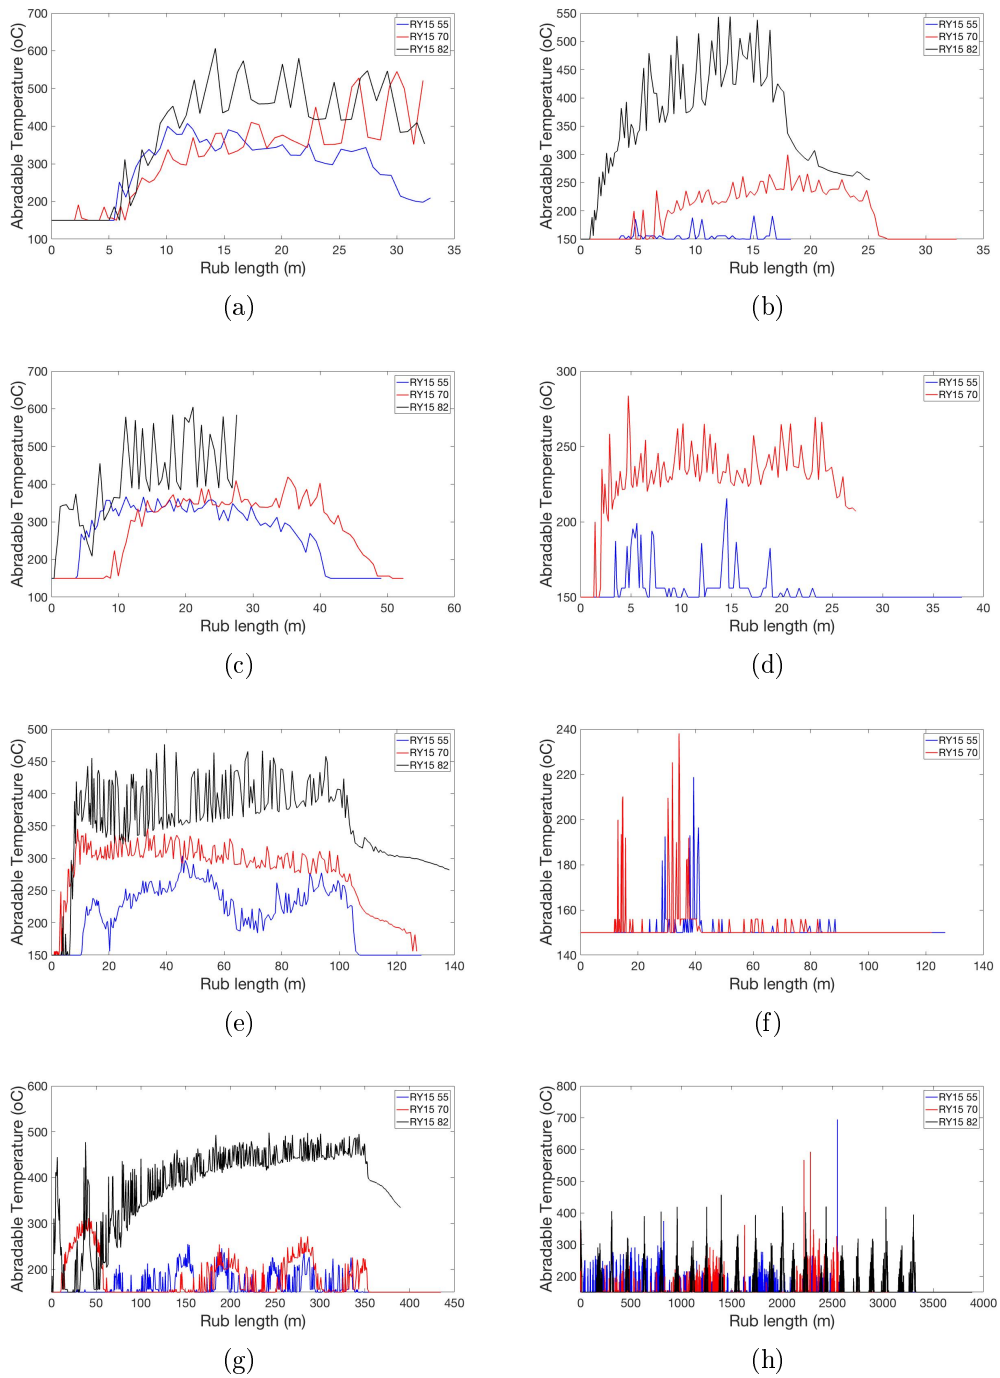 700
600
500
400
300
200
100
0 5 10 15 20 25 30 35
Abradable Temperature (oC)
Rub length (m)
RY15 55
RY15 70
RY15 82
(a)
550
500
450
400
350
300
250
200
150
0 5 10 15 20 25 30 35
Abradable Temperature (oC)
Rub length (m)
RY15 55
RY15 70
RY15 82
(b)
700
600
500
400
300
200
100
0 10 20 30 40 50 60
Abradable Temperature (oC)
Rub length (m)
RY15 55
RY15 70
RY15 82
(c)
300
250
200
150
0 5 10 15 20 25 30 35 40
Abradable Temperature (oC)
Rub length (m)
RY15 55
RY15 70
(d)
500
450
400
350
300
250
200
150
0 20 40 60 80 100 120 140
Abradable Temperature (oC)
Rub length (m)
RY15 55
RY15 70
RY15 82
(e)
240
220
200
180
160
140
0 20 40 60 80 100 120 140
Abradable Temperature (oC)
Rub length (m)
RY15 55
RY15 70
(f)
600
500
400
300
200
0 50 100 150 200 250 300 350 400 450
Abradable Temperature (oC)
Rub length (m)
RY15 55
RY15 70
RY15 82
(g)
800
700
600
500
400
300
200
0 500 1000 1500 2000 2500 3000 3500 4000
Abradable Temperature (oC)
Rub length (m)
RY15 55
RY15 70
RY15 82
(h)